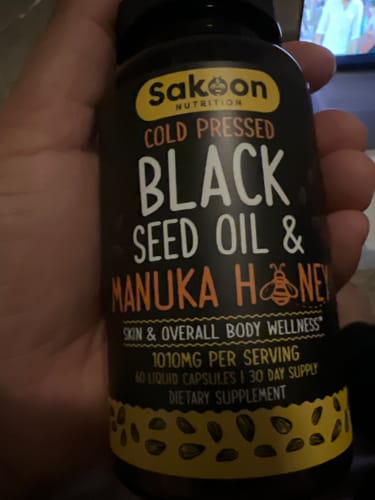 Sakoon
NUTRITION
COLD PRESSED
BLACK
SEED OIL &
MANUKA HONEY
SKIN & OVERALL BODY WELLNESS*
1010MG PER SERVING
60 LIQUID CAPSULES | 30 DAY SUPPLY
DIETARY SUPPLEMENT